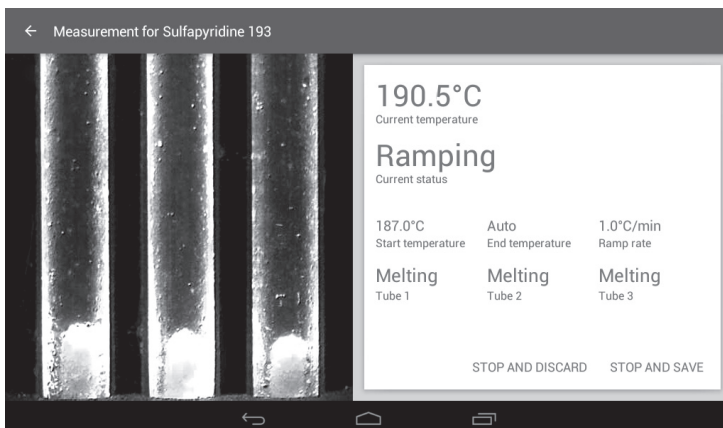 Measurement for Sulfapyridine 193
190.5°C
Current temperature
Ramping
Current status
187.0°C Auto 1.0°C/min
Start temperature End temperature Ramp rate
Melting Melting Melting
Tube 1 Tube 2 Tube 3
STOP AND DISCARD STOP AND SAVE